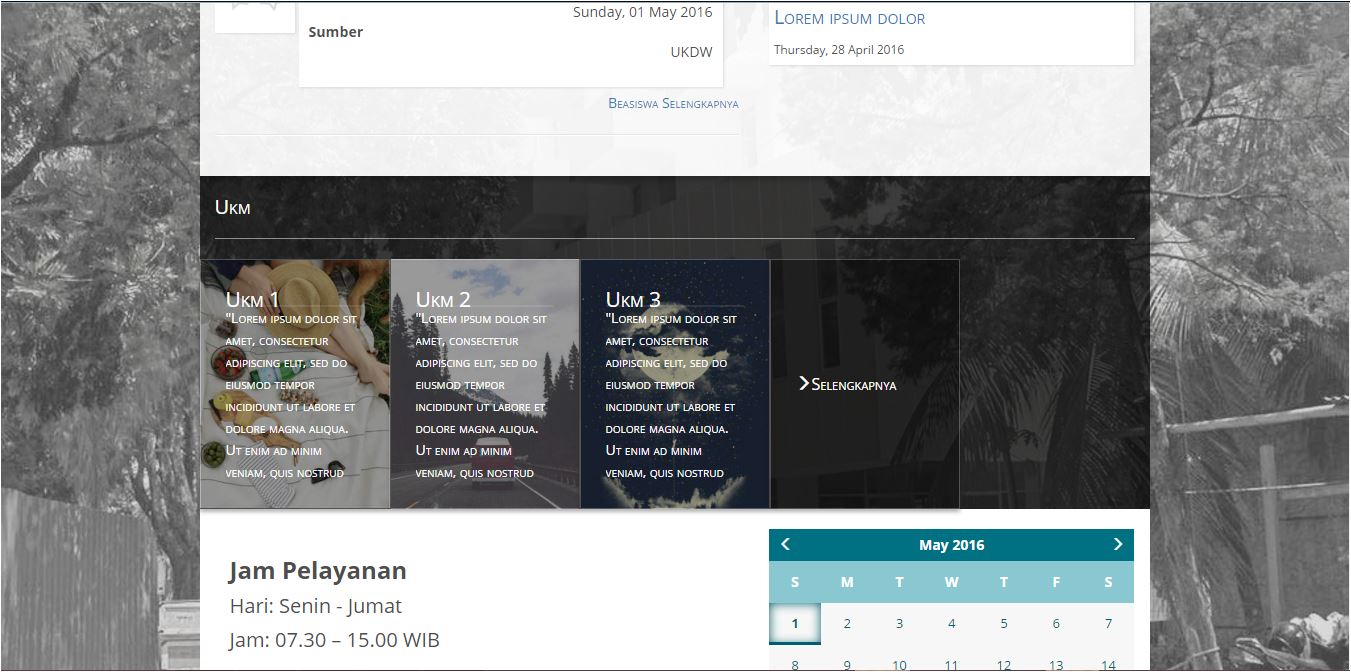 Sunday, 01 May 2016
Sumber
UKDW
Beasiswa Selengkapnya
Lorem ipsum dolor
Thursday, 28 April 2016
Ukm
Ukm 1
"Lorem ipsum dolor sit
amet, consectetur
adipiscing elit, sed do
eiusmod tempor
incididunt ut labore et
dolore magna aliqua.
Ut enim ad minim
veniam, quis nostrud
Ukm 2
"Lorem ipsum dolor sit
amet, consectetur
adipiscing elit, sed do
eiusmod tempor
incididunt ut labore et
dolore magna aliqua.
Ut enim ad minim
veniam, quis nostrud
Ukm 3
"Lorem ipsum dolor sit
amet, consectetur
adipiscing elit, sed do
eiusmod tempor
incididunt ut labore et
dolore magna aliqua.
Ut enim ad minim
veniam, quis nostrud
Selengkapnya
Jam Pelayanan
Hari: Senin - Jumat
Jam: 07.30 – 15.00 WIB
May 2016
S M T W T F S
1 2 3 4 5 6 7
8 9 10 11 12 13 14